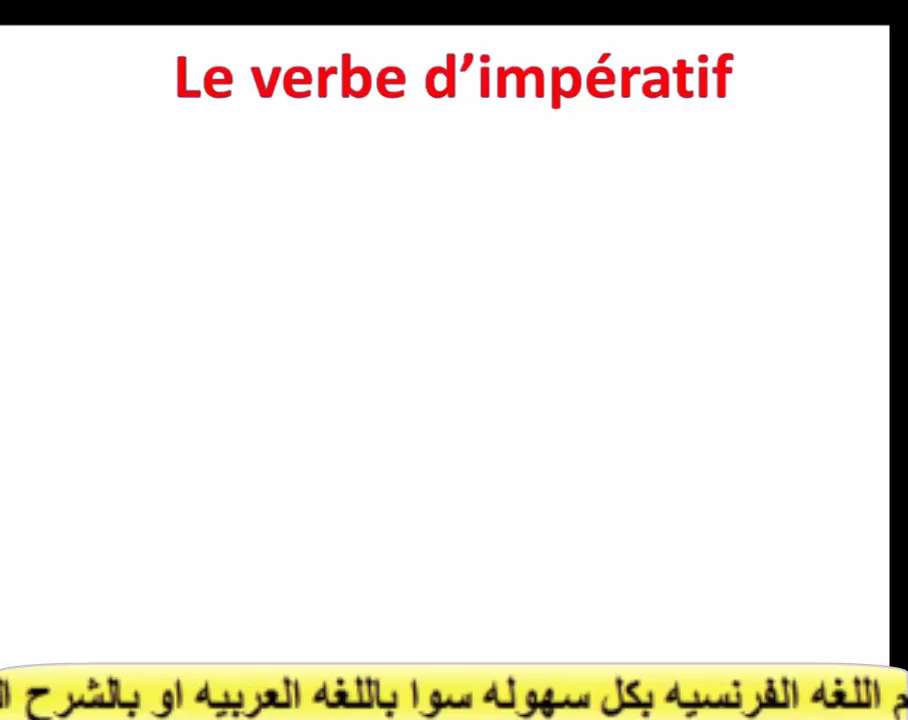 Le verbe d’impératif
اللغه الفرنسيه بكل سهوله سوا باللغه العربيه او بالشرح